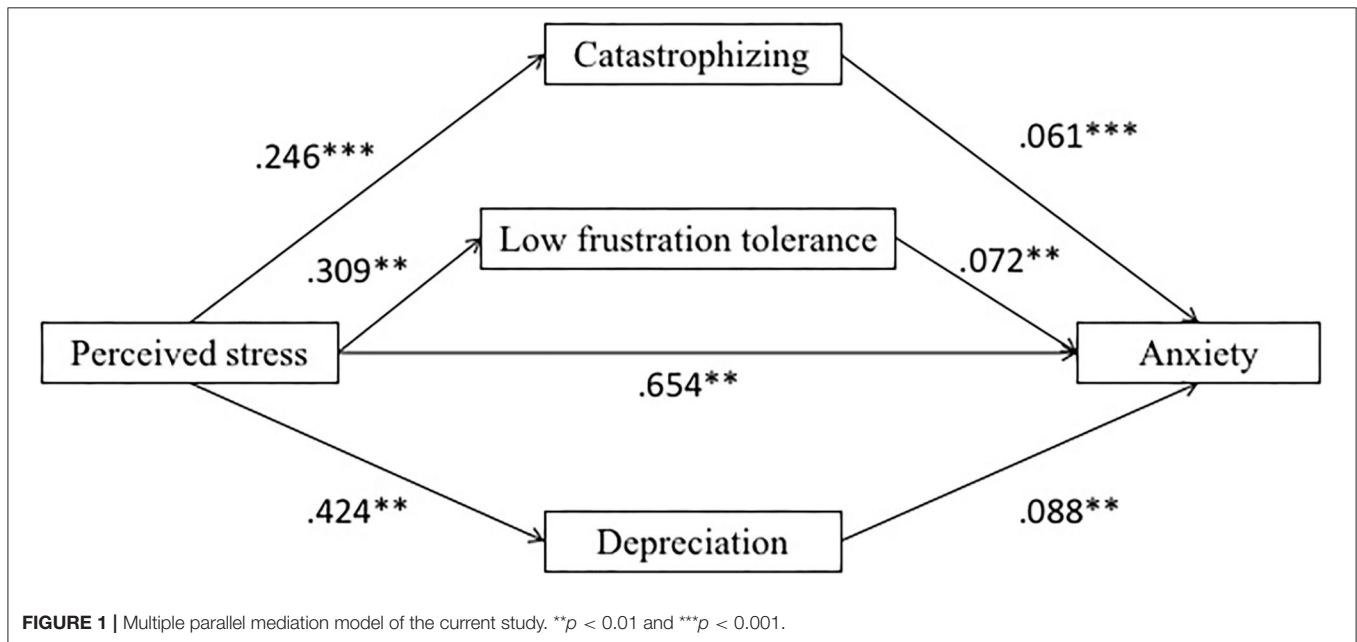 Catastrophizing
.246***
.061***
Low frustration tolerance
.309**
.072**
Perceived stress
Anxiety
.654**
.424**
.088**
Depreciation
FIGURE 1 | Multiple parallel mediation model of the current study. **p < 0.01 and ***p < 0.001.